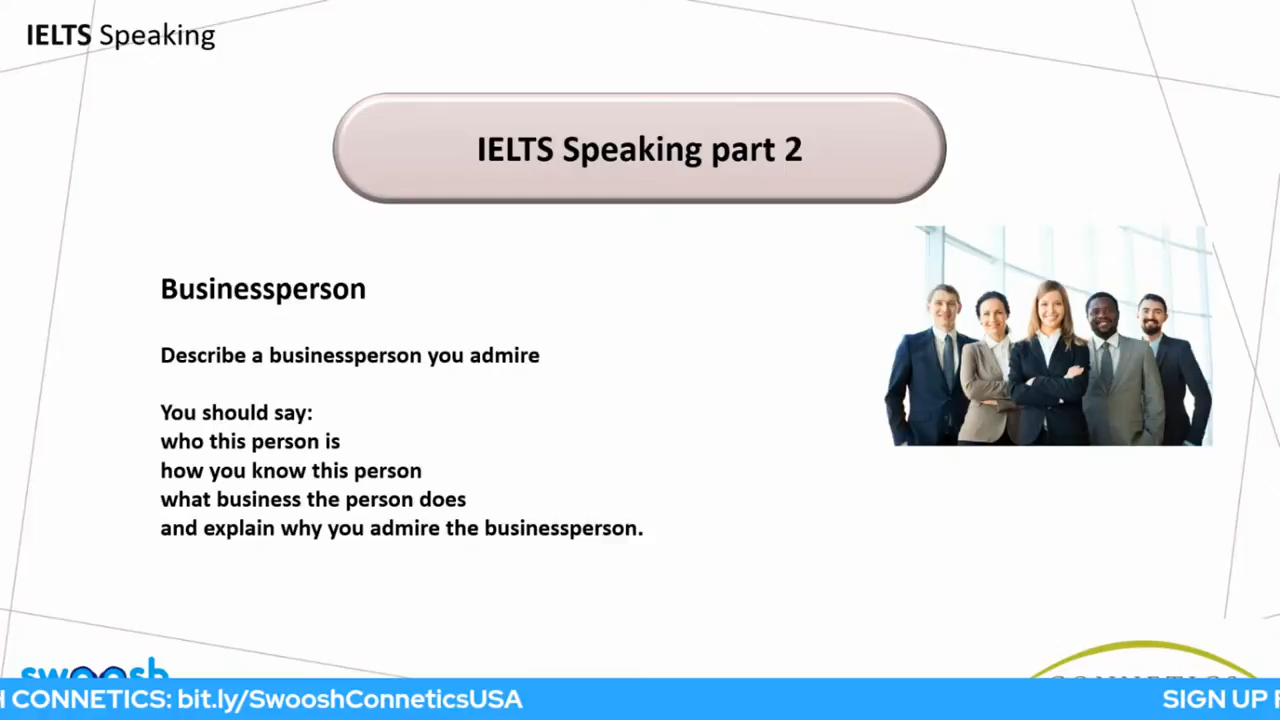 IELTS Speaking
IELTS Speaking part 2
Businessperson
Describe a businessperson you admire
You should say:
who this person is
how you know this person
what business the person does
and explain why you admire the businessperson.
swoosh
CONNETICS
H CONNETICS: bit.ly/SwooshConneticsUSA
SIGN UP F